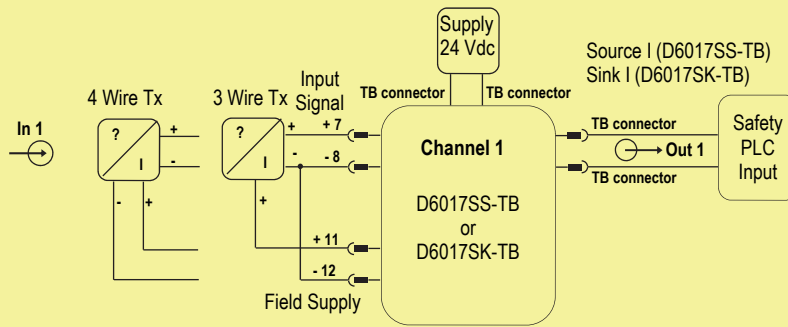 Supply
24 Vdc
Source I (D6017SS-TB)
Sink I (D6017SK-TB)
4 Wire Tx
3 Wire Tx
Input
Signal
TB connector
TB connector
In 1
?
I
+
-
-
+
?
I
+
-
+
+ 7
- 8
+ 11
- 12
Field Supply
Channel 1
D6017SS-TB
or
D6017SK-TB
TB connector
Out 1
TB connector
Safety
PLC
Input